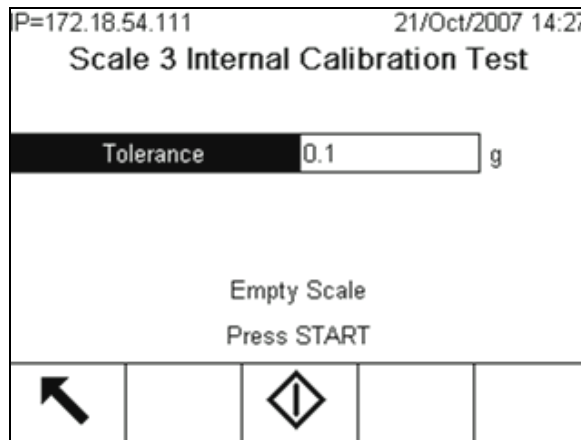 IP=172.18.54.111 21/Oct/2007 14:27
Scale 3 Internal Calibration Test
Tolerance 0.1 g
Empty Scale
Press START